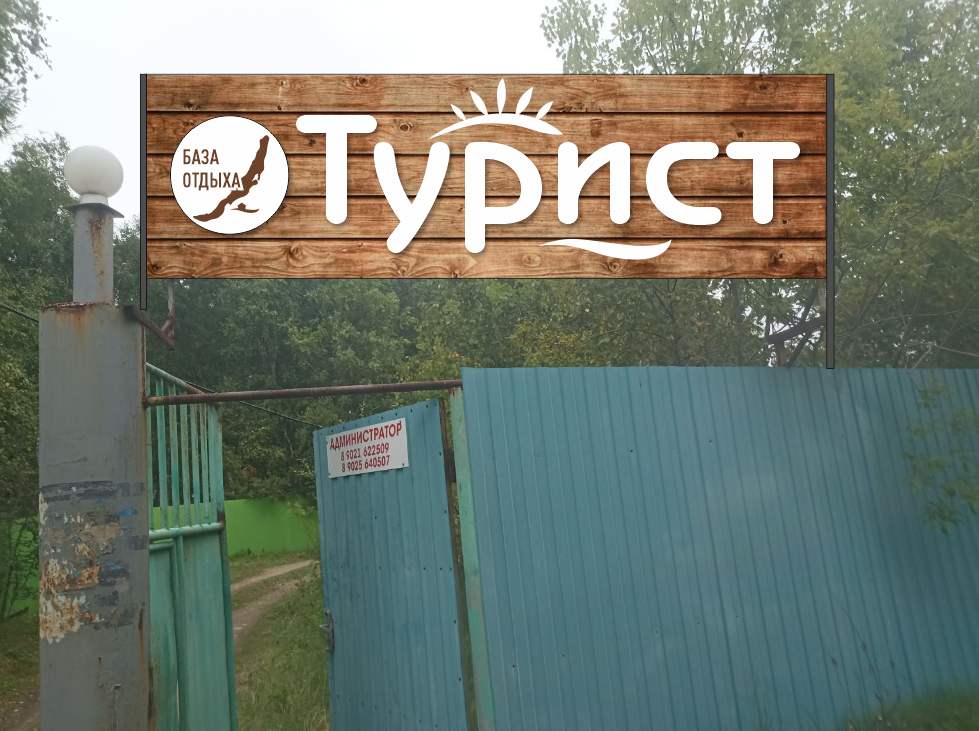 БАЗА
ОТДЫХА
Турист
АДМИНИСТРАТОР
8 9021 622509
8 9025 640507